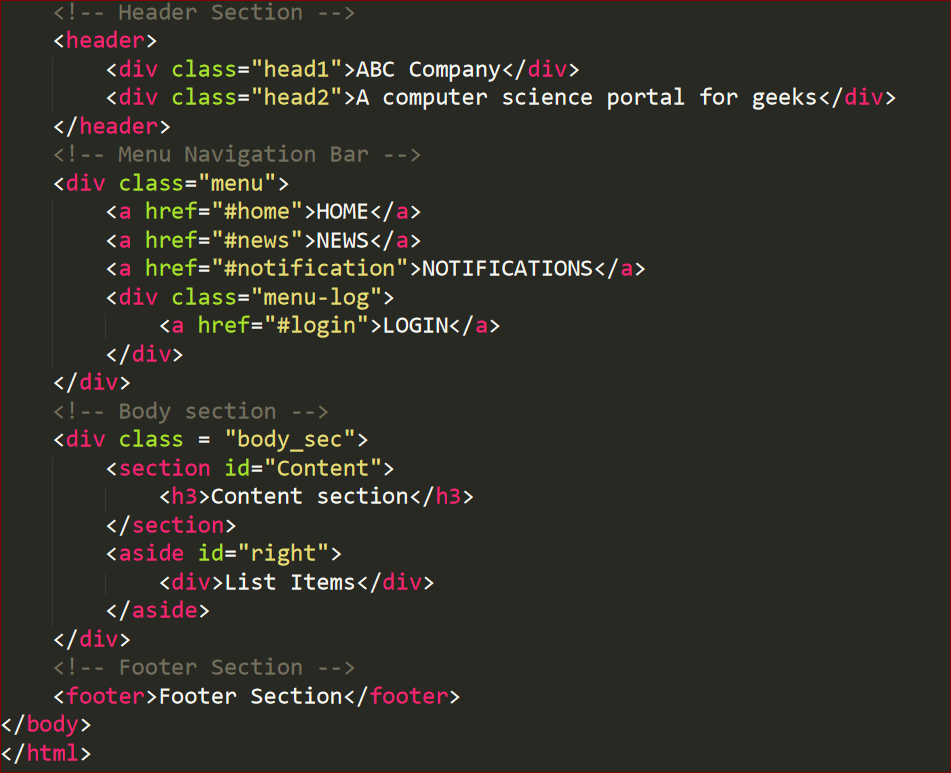 <!-- Header Section -->
<header>
<div class="head1">ABC Company</div>
<div class="head2">A computer science portal for geeks</div>
</header>
<!-- Menu Navigation Bar -->
<div class="menu">
<a href="#home">HOME</a>
<a href="#news">NEWS</a>
<a href="#notification">NOTIFICATIONS</a>
<div class="menu-log">
<a href="#login">LOGIN</a>
</div>
</div>
<!-- Body section -->
<div class = "body_sec">
<section id="Content">
<h3>Content section</h3>
</section>
<aside id="right">
<div>List Items</div>
</aside>
</div>
<!-- Footer Section -->
<footer>Footer Section</footer>
</body>
</html>